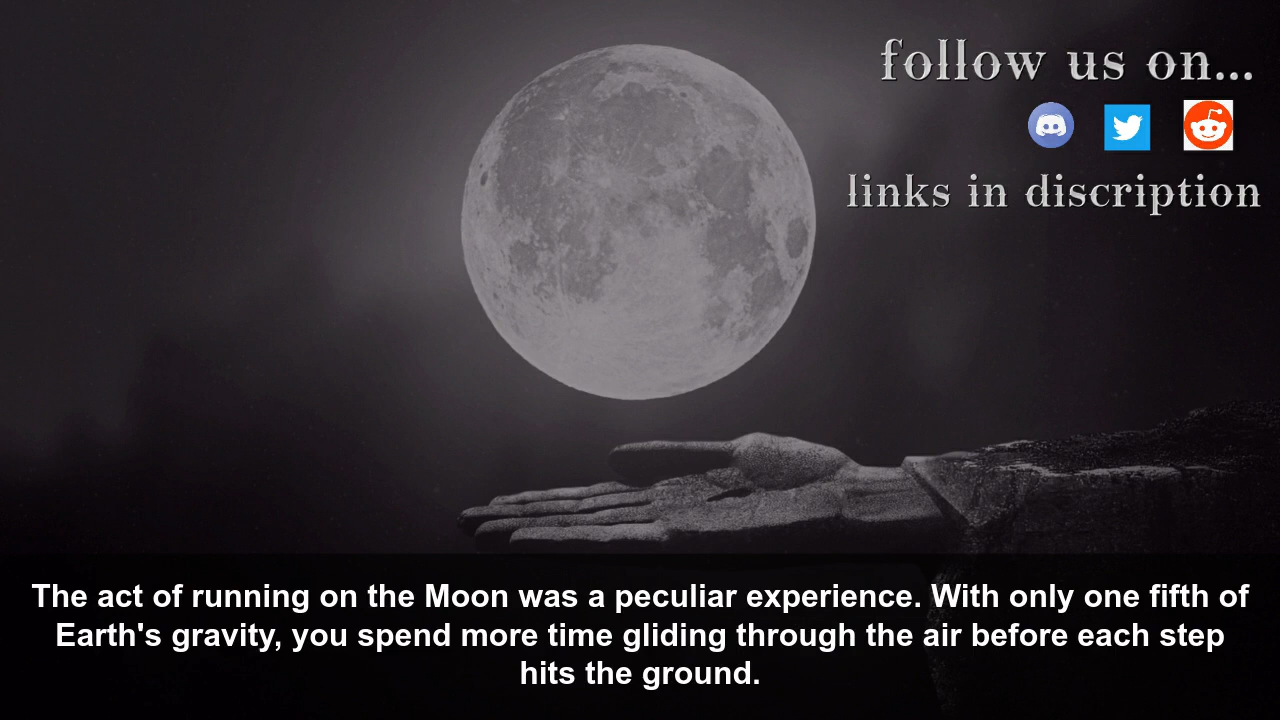 follow us on...
links in discription
The act of running on the Moon was a peculiar experience. With only one fifth of
Earth's gravity, you spend more time gliding through the air before each step
hits the ground.